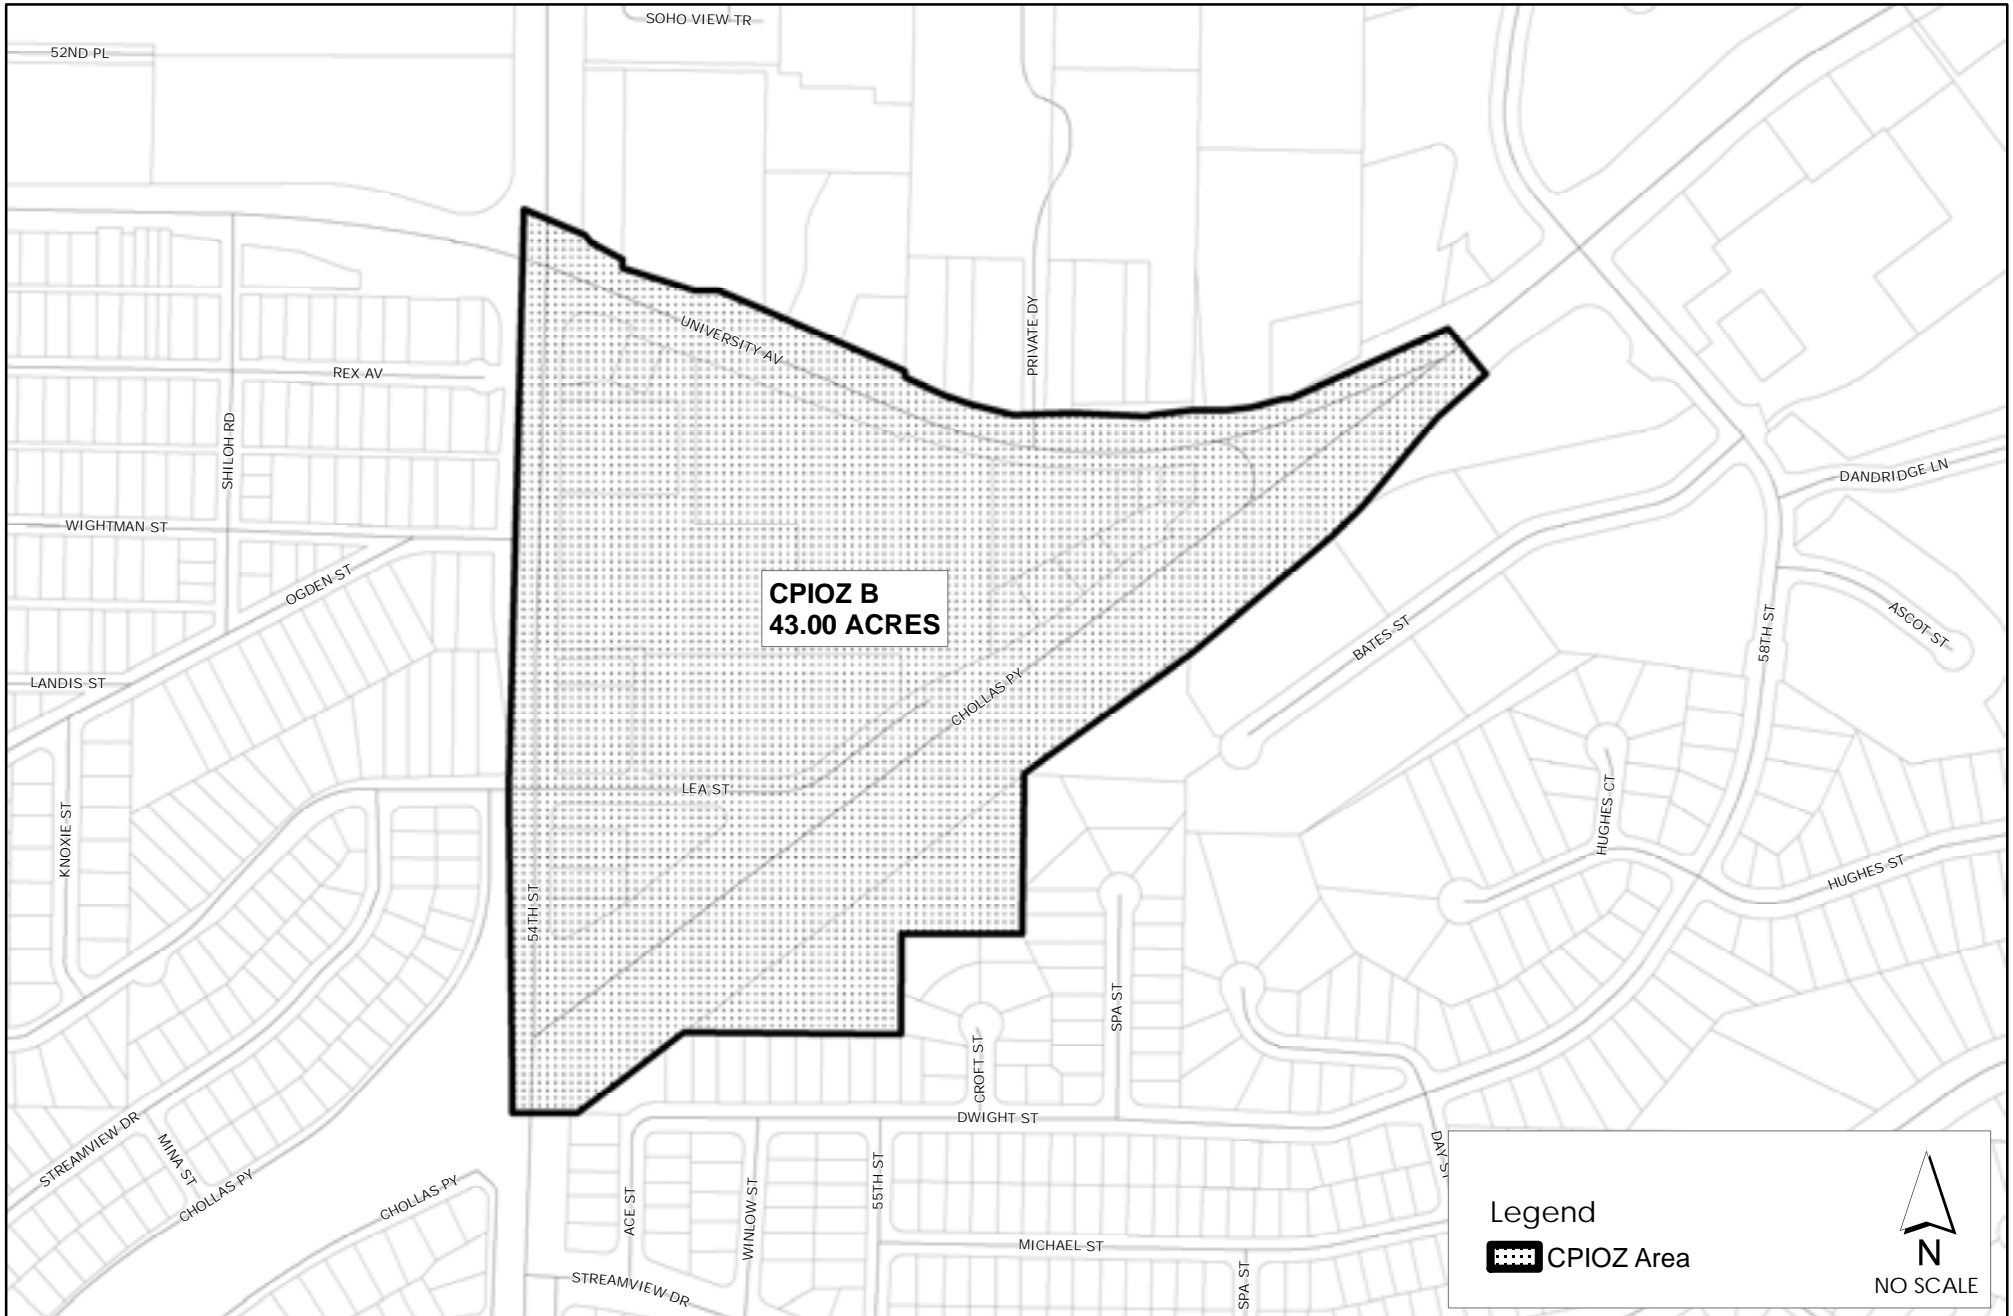 SOHO VIEW TR
52ND PL
UNIVERSITY AV
PRIVATE DY
REX AV
SHILOH RD
DANDRIDGE LN
WIGHTMAN ST
OGDEN ST
CPIOZ B
43.00 ACRES
ASCOT ST
58TH ST
BATES ST
LANDIS ST
CHOLLAS PY
LEA ST
KNOXIE ST
HUGHES CT
HUGHES ST
54TH ST
SPA ST
CROFT ST
DWIGHT ST
STREAMVIEW DR
MINA ST
CHOLLAS PY
CHOLLAS PY
ACE ST
WINLOW ST
55TH ST
DAY ST
MICHAEL ST
STREAMVIEW DR
SPA ST
Legend
CPIOZ Area
N
NO SCALE